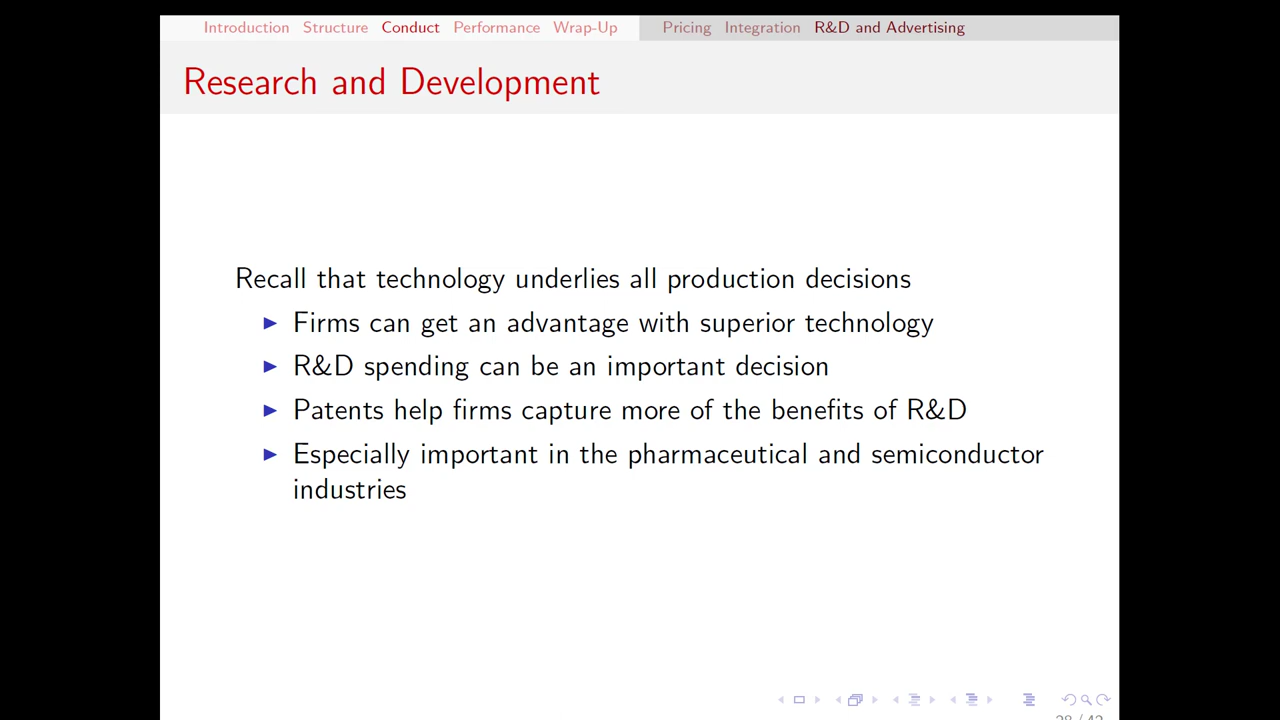 Introduction Structure Conduct Performance Wrap-Up Pricing Integration R&D and Advertising
Research and Development
Recall that technology underlies all production decisions
Firms can get an advantage with superior technology
R&D spending can be an important decision
Patents help firms capture more of the benefits of R&D
Especially important in the pharmaceutical and semiconductor
industries